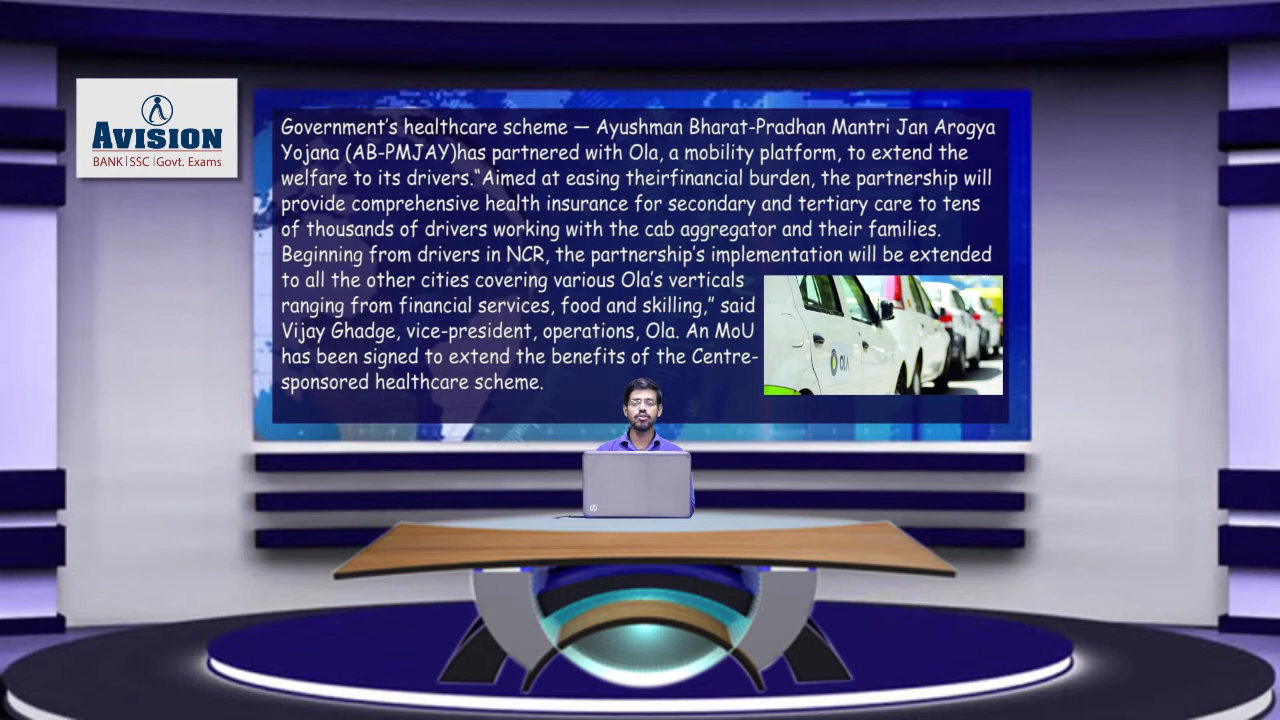 AVISION
BANK|SSC|Govt. Exams
Government's healthcare scheme — Ayushman Bharat-Pradhan Mantri Jan Arogya
Yojana (AB-PMJAY)has partnered with Ola, a mobility platform, to extend the
welfare to its drivers.“Aimed at easing theirfinancial burden, the partnership will
provide comprehensive health insurance for secondary and tertiary care to tens
of thousands of drivers working with the cab aggregator and their families.
Beginning from drivers in NCR, the partnership's implementation will be extended
to all the other cities covering various Ola's verticals
ranging from financial services, food and skilling,” said
Vijay Ghadge, vice-president, operations, Ola. An MoU
has been signed to extend the benefits of the Centre-
sponsored healthcare scheme.
OLA
hp